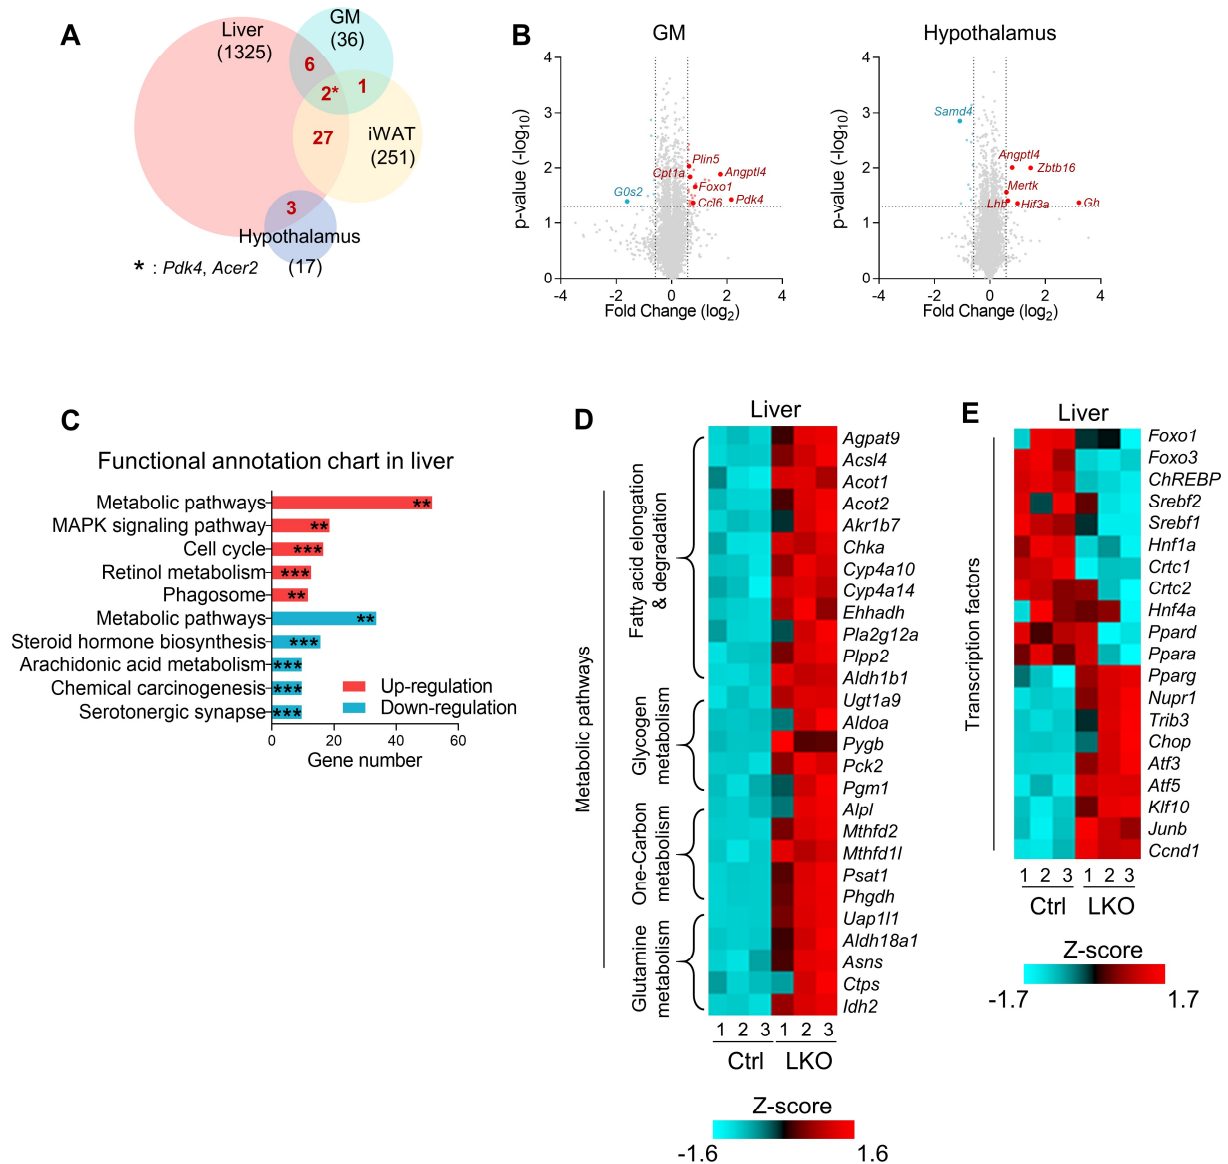 A
Liver
(1325)
GM
(36)
6
1
2*
27
iWAT
(251)
3
Hypothalamus
(17)
* : Pdk4, Acer2
B
GM
p-value (-log10)
4
3
2
1
0
-4
-2
0
2
4
Fold Change (log2)
Plin5
Cpt1a
Angptl4
Foxo1
G0s2
Ccl6
Pdk4
Hypothalamus
p-value (-log10)
4
3
2
1
0
-4
-2
0
2
4
Fold Change (log2)
Samd4
Angptl4
Zbtb16
Mertk
Lhb
Hif3a
Gh
C
Functional annotation chart in liver
Metabolic pathways **
MAPK signaling pathway **
Cell cycle ***
Retinol metabolism ***
Phagosome **
Metabolic pathways **
Steroid hormone biosynthesis ***
Arachidonic acid metabolism ***
Chemical carcinogenesis ***
Serotonergic synapse ***
Up-regulation
Down-regulation
0 20 40 60
Gene number
D
Liver
Metabolic pathways
Fatty acid elongation
& degradation
Glycogen
metabolism
One-Carbon
metabolism
Glutamine
metabolism
Agpat9
Acsl4
Acot1
Acot2
Akr1b7
Chka
Cyp4a10
Cyp4a14
Ehhadh
Pla2g12a
Plpp2
Aldh1b1
Ugt1a9
Aldoa
Pygb
Pck2
Pgm1
Alpl
Mthfd2
Mthfd1l
Psat1
Phgdh
Uap1l1
Aldh18a1
Asns
Ctps
Idh2
1 2 3 1 2 3
Ctrl LKO
Z-score
-1.6 1.6
E
Liver
Transcription factors
Foxo1
Foxo3
ChREBP
Srebf2
Srebf1
Hnf1a
Crtc1
Crtc2
Hnf4a
Ppard
Ppara
Pparg
Nupr1
Trib3
Chop
Atf3
Atf5
Klf10
Junb
Ccnd1
1 2 3 1 2 3
Ctrl LKO
Z-score
-1.7 1.7